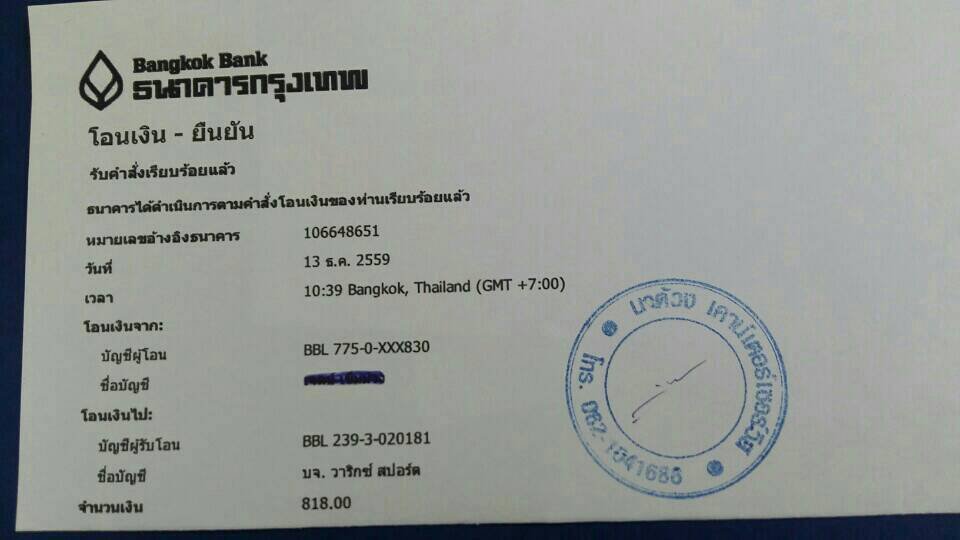 Bangkok Bank
ธนาคารกรุงเทพ
โอนเงิน - ยืนยัน
รับคำสั่งเรียบร้อยแล้ว
ธนาคารได้ดำเนินการตามคำสั่งโอนเงินของท่านเรียบร้อยแล้ว
หมายเลขอ้างอิงธนาคาร 106648651
วันที่ 13 ธ.ค. 2559
เวลา 10:39 Bangkok, Thailand (GMT +7:00)
โอนเงินจาก:
บัญชีผู้โอน BBL 775-0-XXX830
ชื่อบัญชี
โอนเงินไป:
บัญชีผู้รับโอน BBL 239-3-020181
ชื่อบัญชี บจ. วาริกซ์ สปอร์ต
จำนวนเงิน 818.00
นาด้วง เคาน์เตอร์เซอร์วิส
โทร. 082-1041686